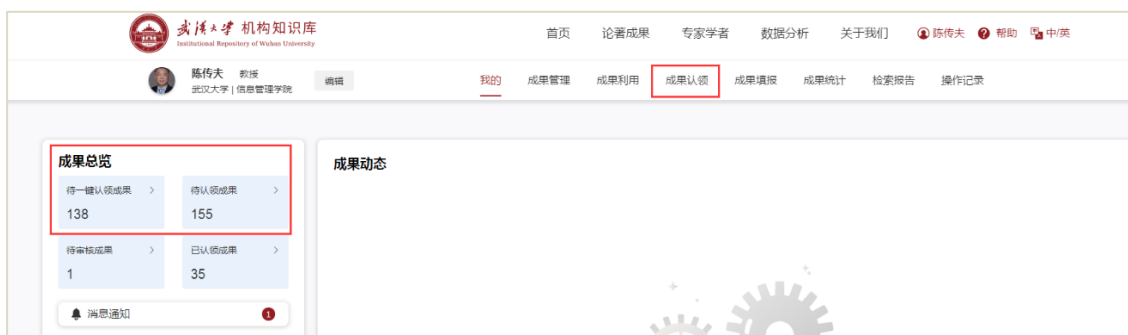 武汉大学 机构知识库
Institutional Repository of Wuhan University
首页 论著成果 专家学者 数据分析 关于我们 陈传夫 ? 帮助 中/英
陈传夫 教授
武汉大学 | 信息管理学院
编辑
我的 成果管理 成果利用 成果认领 成果填报 成果统计 检索报告 操作记录
成果总览
待一键认领成果 > 待认领成果 >
138 155
待审核成果 > 已认领成果 >
1 35
消息通知 1
成果动态